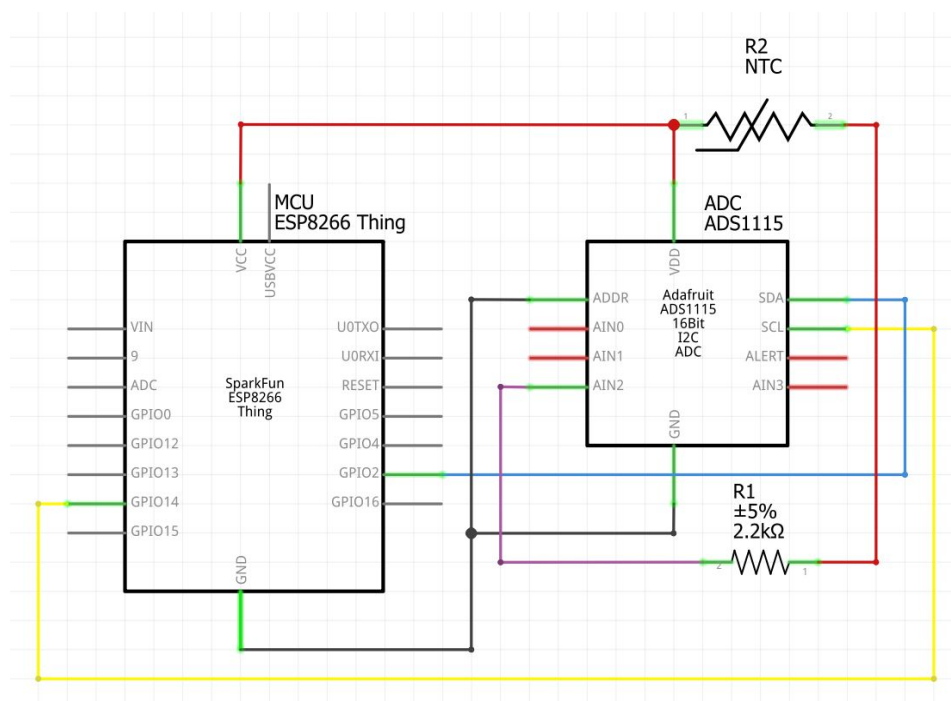 R2
NTC
1
2
MCU
ESP8266 Thing
ADC
ADS1115
VCC
USBVCC
VDD
ADDR
Adafruit
ADS1115
16Bit
I2C
ADC
SDA
VIN
U0TXO
AIN0
SCL
9
U0RXI
AIN1
ALERT
ADC
SparkFun
ESP8266
Thing
RESET
AIN2
AIN3
GPIO0
GPIO5
GND
GPIO12
GPIO4
GPIO13
GPIO2
GPIO14
GPIO16
GPIO15
R1
±5%
2.2kΩ
GND
2
1